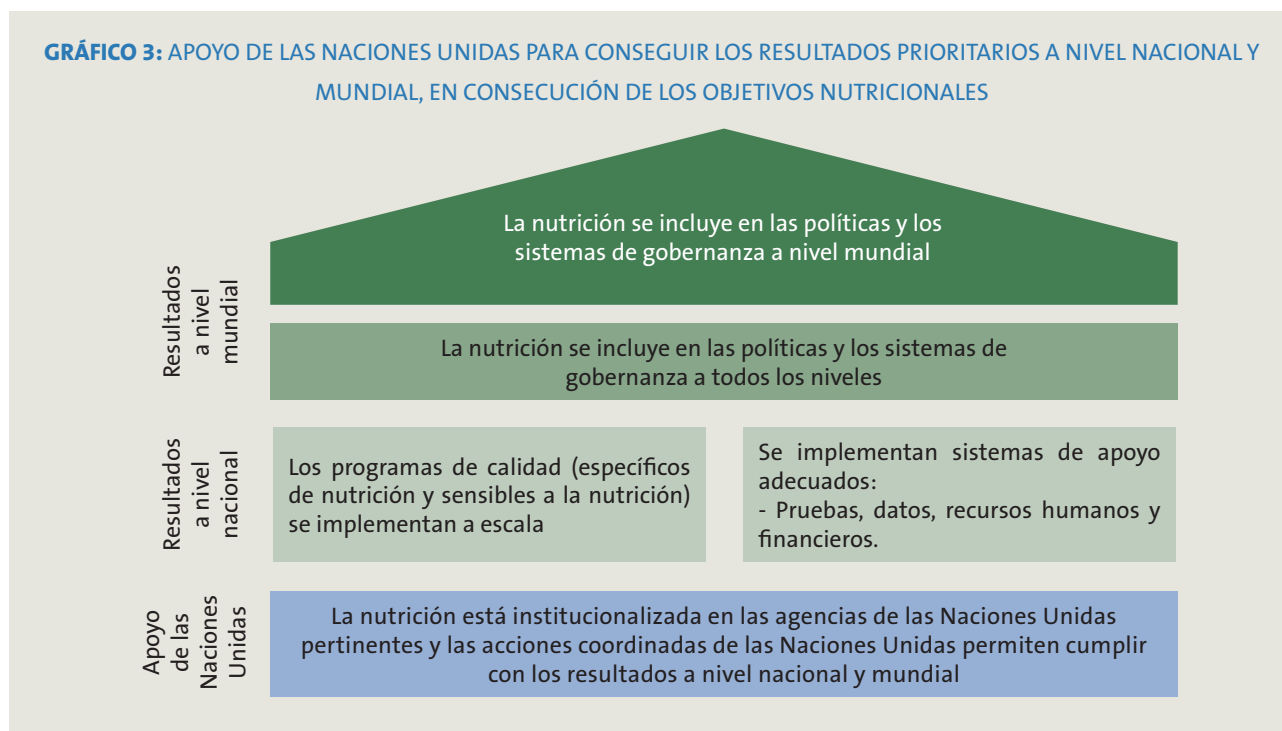 GRÁFICO 3: APOYO DE LAS NACIONES UNIDAS PARA CONSEGUIR LOS RESULTADOS PRIORITARIOS A NIVEL NACIONAL Y
MUNDIAL, EN CONSECUCIÓN DE LOS OBJETIVOS NUTRICIONALES
Resultados
a nivel
mundial
La nutrición se incluye en las políticas y los
sistemas de gobernanza a nivel mundial
La nutrición se incluye en las políticas y los sistemas de
gobernanza a todos los niveles
Resultados
a nivel
nacional
Los programas de calidad (específicos
de nutrición y sensibles a la nutrición)
se implementan a escala
Se implementan sistemas de apoyo
adecuados:
- Pruebas, datos, recursos humanos y
financieros.
Apoyo
de las
Naciones
Unidas
La nutrición está institucionalizada en las agencias de las Naciones Unidas
pertinentes y las acciones coordinadas de las Naciones Unidas permiten cumplir
con los resultados a nivel nacional y mundial